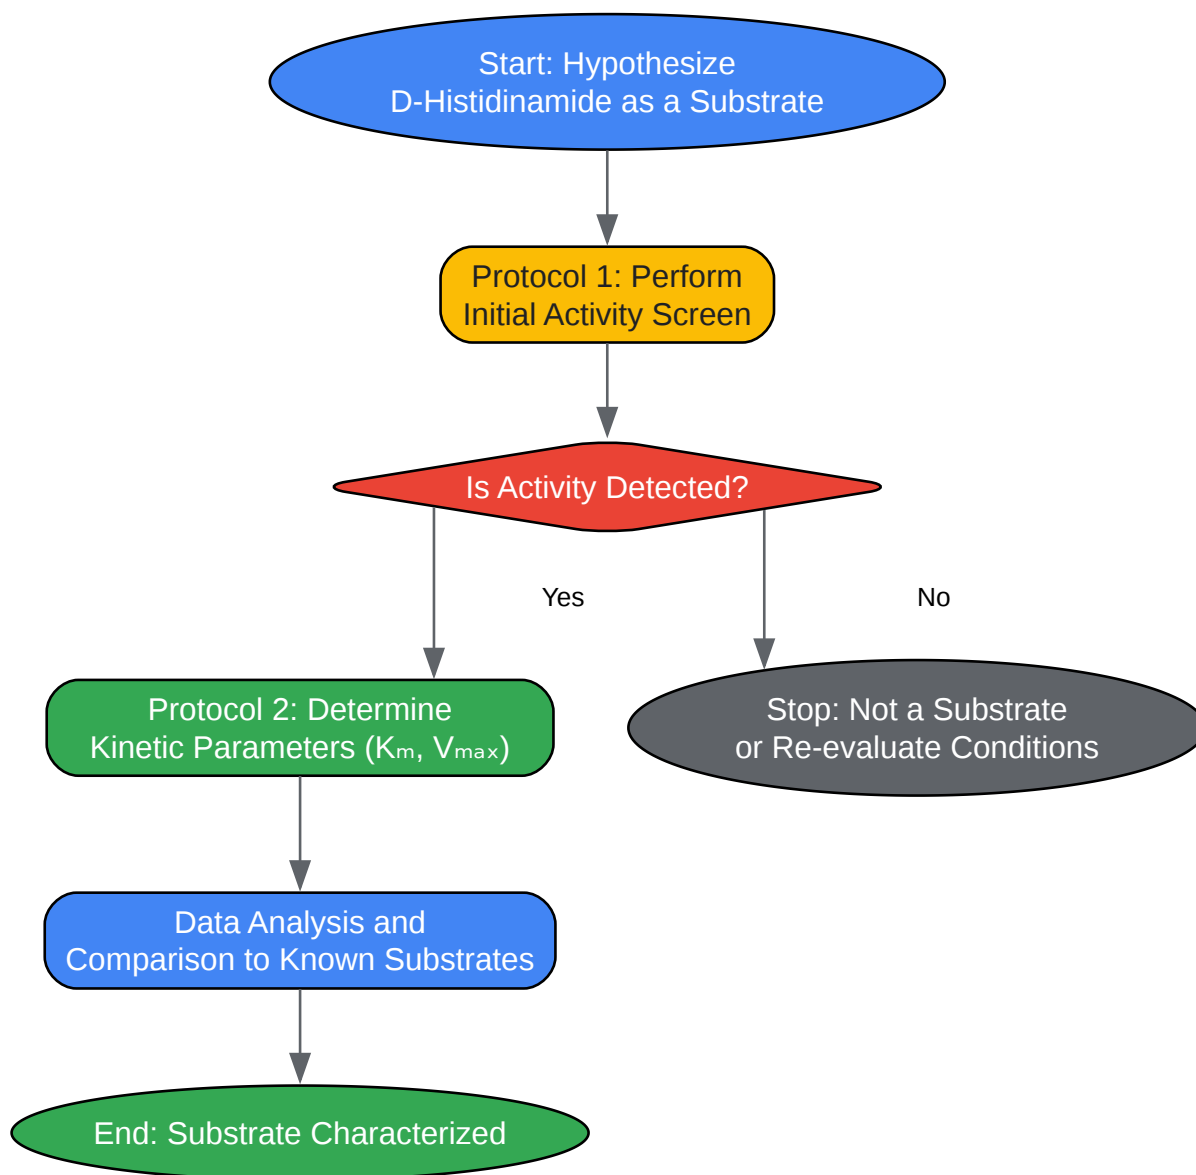 Start: Hypothesize
D-Histidinamide as a Substrate
Protocol 1: Perform
Initial Activity Screen
Is Activity Detected?
Yes
No
Protocol 2: Determine
Kinetic Parameters (Kₘ, Vₘₐₓ)
Stop: Not a Substrate
or Re-evaluate Conditions
Data Analysis and
Comparison to Known Substrates
End: Substrate Characterized